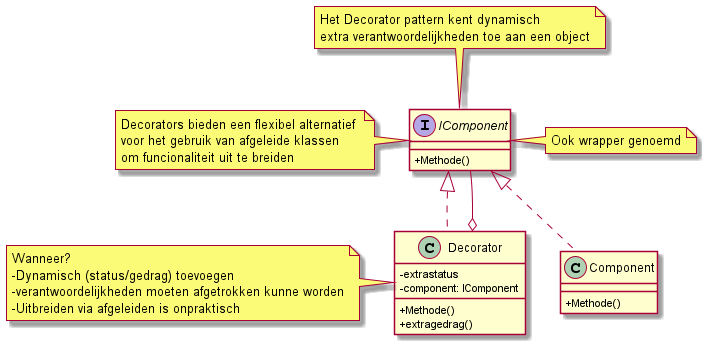 Het Decorator pattern kent dynamisch
extra verantwoordelijkheden toe aan een object
Decorators bieden een flexibel alternatief
voor het gebruik van afgeleide klassen
om funcionaliteit uit te breiden
I IComponent
+Methode()
Ook wrapper genoemd
Wanneer?
-Dynamisch (status/gedrag) toevoegen
-verantwoordelijkheden moeten afgetrokken kunne worden
-Uitbreiden via afgeleiden is onpraktisch
C Decorator
-extrastatus
-component: IComponent
+Methode()
+extragedrag()
C Component
+Methode()